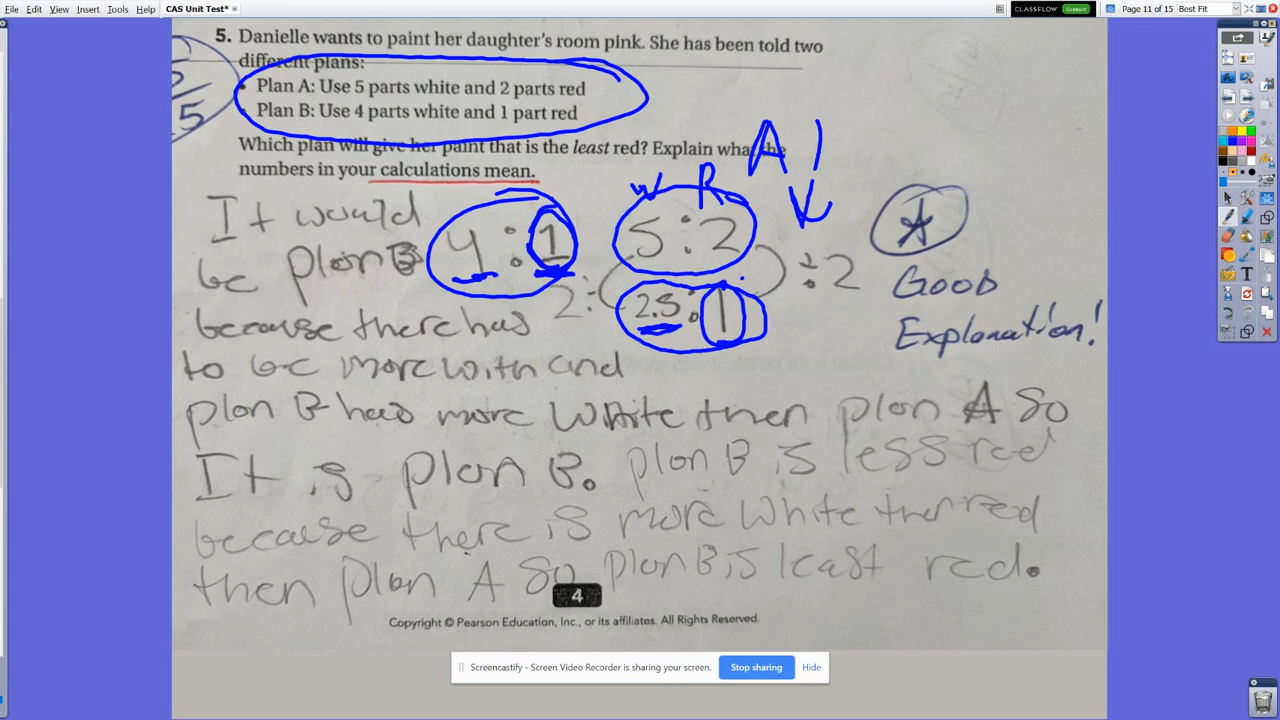 File Edit View Insert Tools Help CAS Unit Test* CLASSFLOW Connect Page 11 of 15 Best Fit
5. Danielle wants to paint her daughter's room pink. She has been told two
different plans:
• Plan A: Use 5 parts white and 2 parts red
• Plan B: Use 4 parts white and 1 part red
5
Which plan will give her paint that is the least red? Explain what the
numbers in your calculations mean.
A 1
W R
It would
be plan B 4:1 5:2
÷2
2÷ 2.5:1
A
Good
Explanation!
because there has
to be more with and
plan B has more White then plan A So
It is plan B. plan B is less red
because there is more white then red
then plan A So plan B is least red.
4
Copyright © Pearson Education, Inc., or its affiliates. All Rights Reserved.
Screencastify - Screen Video Recorder is sharing your screen. Stop sharing Hide